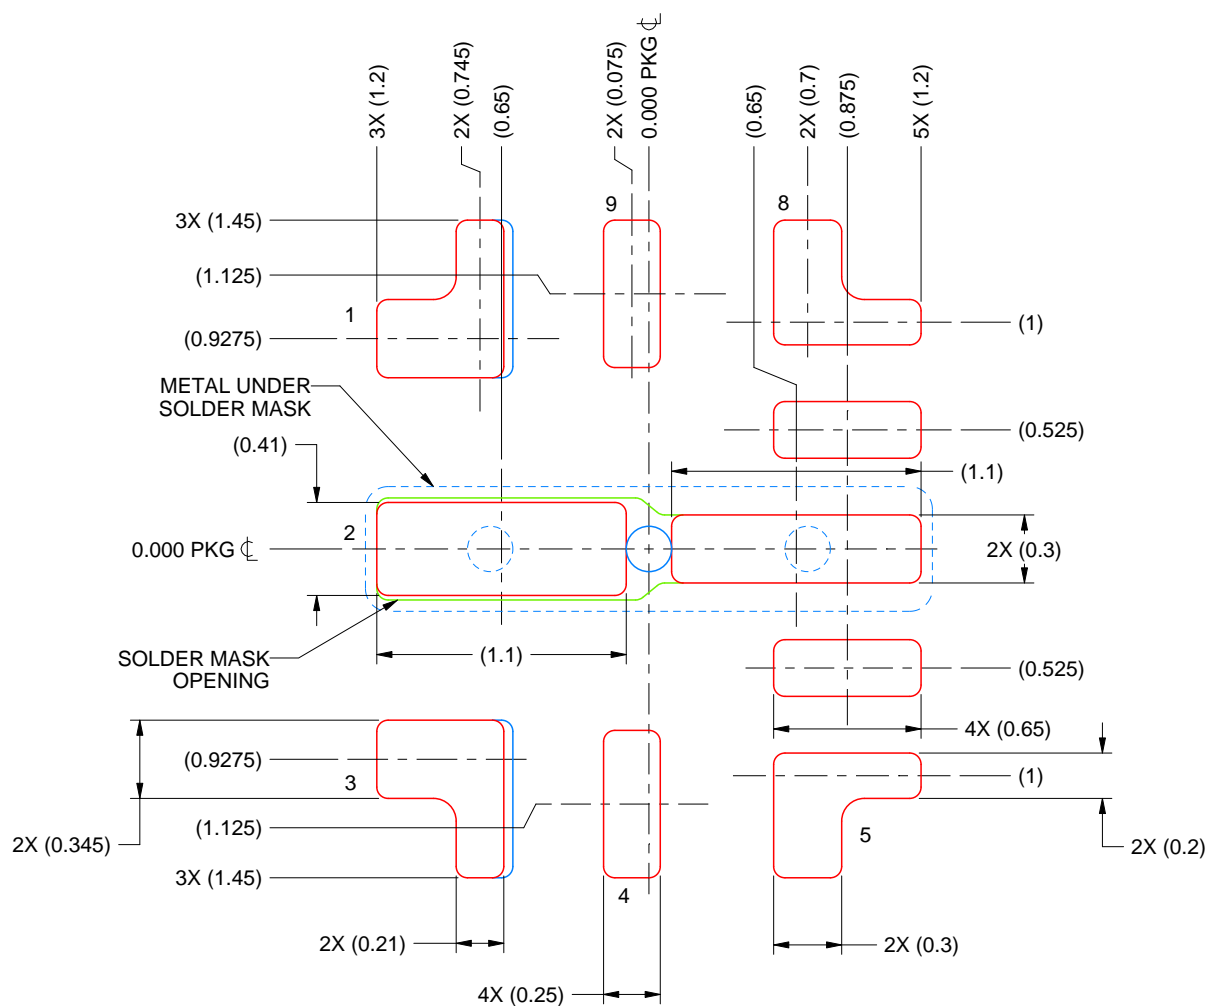 3X (1.2)
2X (0.745)
(0.65)
2X (0.075)
0.000 PKG ℄
(0.65)
2X (0.7)
(0.875)
5X (1.2)
3X (1.45)
9
8
(1.125)
1
(0.9275)
(1)
METAL UNDER
SOLDER MASK
(0.41)
(0.525)
(1.1)
2
0.000 PKG ℄
2X (0.3)
SOLDER MASK
OPENING
(1.1)
(0.525)
4X (0.65)
(0.9275)
3
(1)
(1.125)
5
2X (0.345)
2X (0.2)
3X (1.45)
4
2X (0.21)
2X (0.3)
4X (0.25)